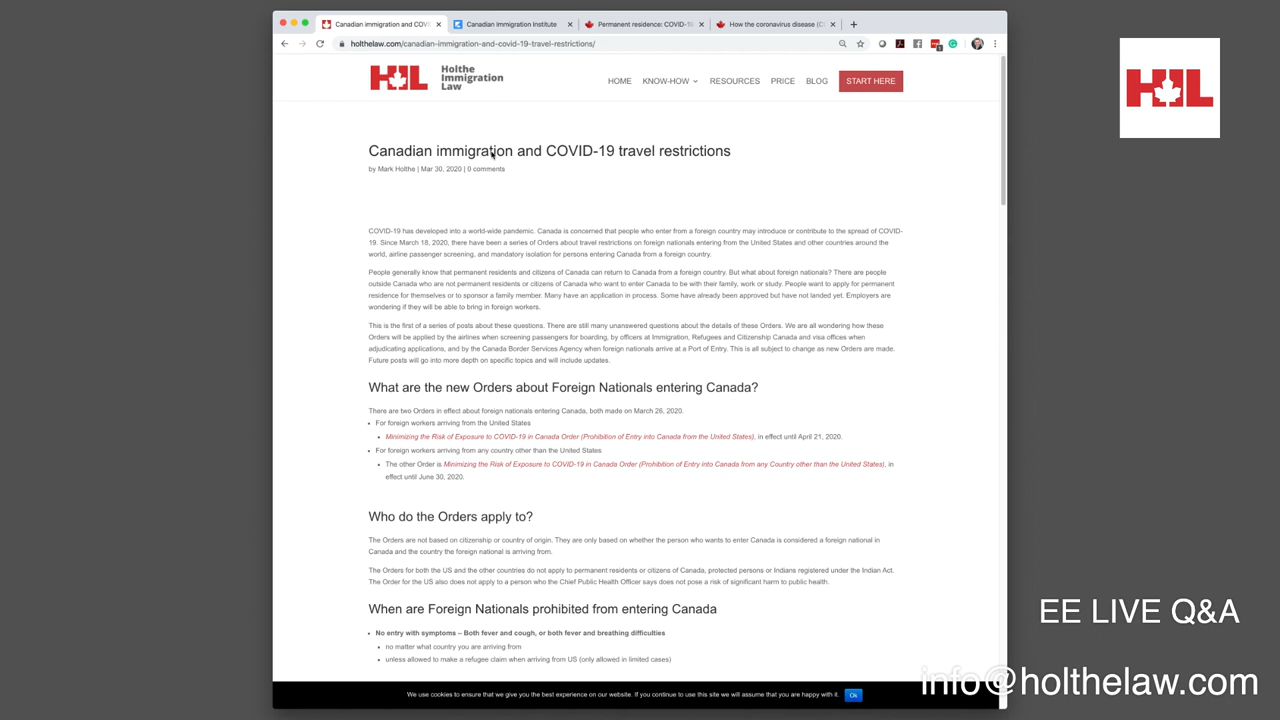 Canadian immigration and COVI
Canadian Immigration Institute
Permanent residence: COVID-19
How the coronavirus disease (C
holthelaw.com/canadian-immigration-and-covid-19-travel-restrictions/
HIL
Holthe
Immigration
Law
HOME
KNOW-HOW
RESOURCES
PRICE
BLOG
START HERE
HIL
Canadian immigration and COVID-19 travel restrictions
by Mark Holthe | Mar 30, 2020 | 0 comments
COVID-19 has developed into a world-wide pandemic. Canada is concerned that people who enter from a foreign country may introduce or contribute to the spread of COVID-
19. Since March 18, 2020, there have been a series of Orders about travel restrictions on foreign nationals entering from the United States and other countries around the
world, airline passenger screening, and mandatory isolation for persons entering Canada from a foreign country.
People generally know that permanent residents and citizens of Canada can return to Canada from a foreign country. But what about foreign nationals? There are people
outside Canada who are not permanent residents or citizens of Canada who want to enter Canada to be with their family, work or study. People want to apply for permanent
residence for themselves or to sponsor a family member. Many have an application in process. Some have already been approved but have not landed yet. Employers are
wondering if they will be able to bring in foreign workers.
This is the first of a series of posts about these questions. There are still many unanswered questions about the details of these Orders. We are all wondering how these
Orders will be applied by the airlines when screening passengers for boarding, by officers at Immigration, Refugees and Citizenship Canada and visa offices when
adjudicating applications, and by the Canada Border Services Agency when foreign nationals arrive at a Port of Entry. This is all subject to change as new Orders are made.
Future posts will go into more depth on specific topics and will include updates.
What are the new Orders about Foreign Nationals entering Canada?
There are two Orders in effect about foreign nationals entering Canada, both made on March 26, 2020.
For foreign workers arriving from the United States
Minimizing the Risk of Exposure to COVID-19 in Canada Order (Prohibition of Entry into Canada from the United States), in effect until April 21, 2020.
For foreign workers arriving from any country other than the United States
The other Order is Minimizing the Risk of Exposure to COVID-19 in Canada Order (Prohibition of Entry into Canada from any Country other than the United States), in
effect until June 30, 2020.
Who do the Orders apply to?
The Orders are not based on citizenship or country of origin. They are only based on whether the person who wants to enter Canada is considered a foreign national in
Canada and the country the foreign national is arriving from.
The Orders for both the US and the other countries do not apply to permanent residents or citizens of Canada, protected persons or Indians registered under the Indian Act.
The Order for the US also does not apply to a person who the Chief Public Health Officer says does not pose a risk of significant harm to public health.
When are Foreign Nationals prohibited from entering Canada
No entry with symptoms – Both fever and cough, or both fever and breathing difficulties
no matter what country you are arriving from
unless allowed to make a refugee claim when arriving from US (only allowed in limited cases)
We use cookies to ensure that we give you the best experience on our website. If you continue to use this site we will assume that you are happy with it.
Ok
EE LIVE Q&A
info@holthelaw.com